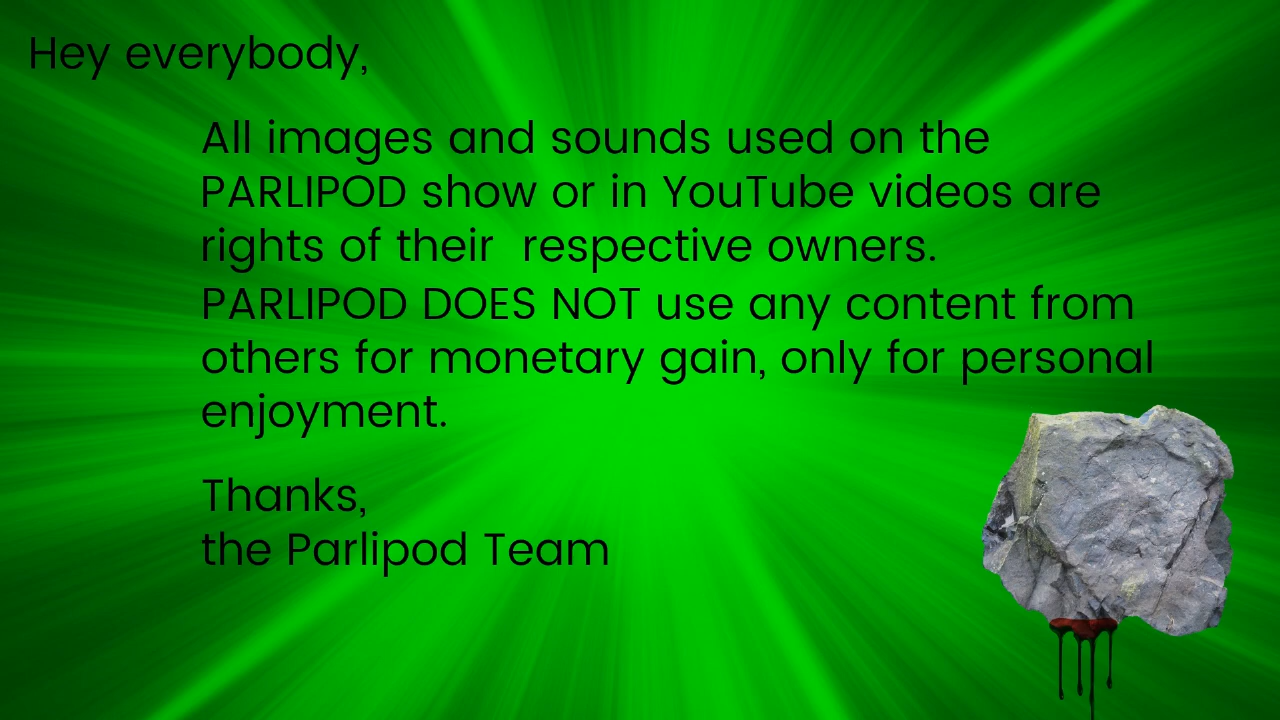 Hey everybody,
All images and sounds used on the
PARLIPOD show or in YouTube videos are
rights of their  respective owners.
PARLIPOD DOES NOT use any content from
others for monetary gain, only for personal
enjoyment.
Thanks,
the Parlipod Team